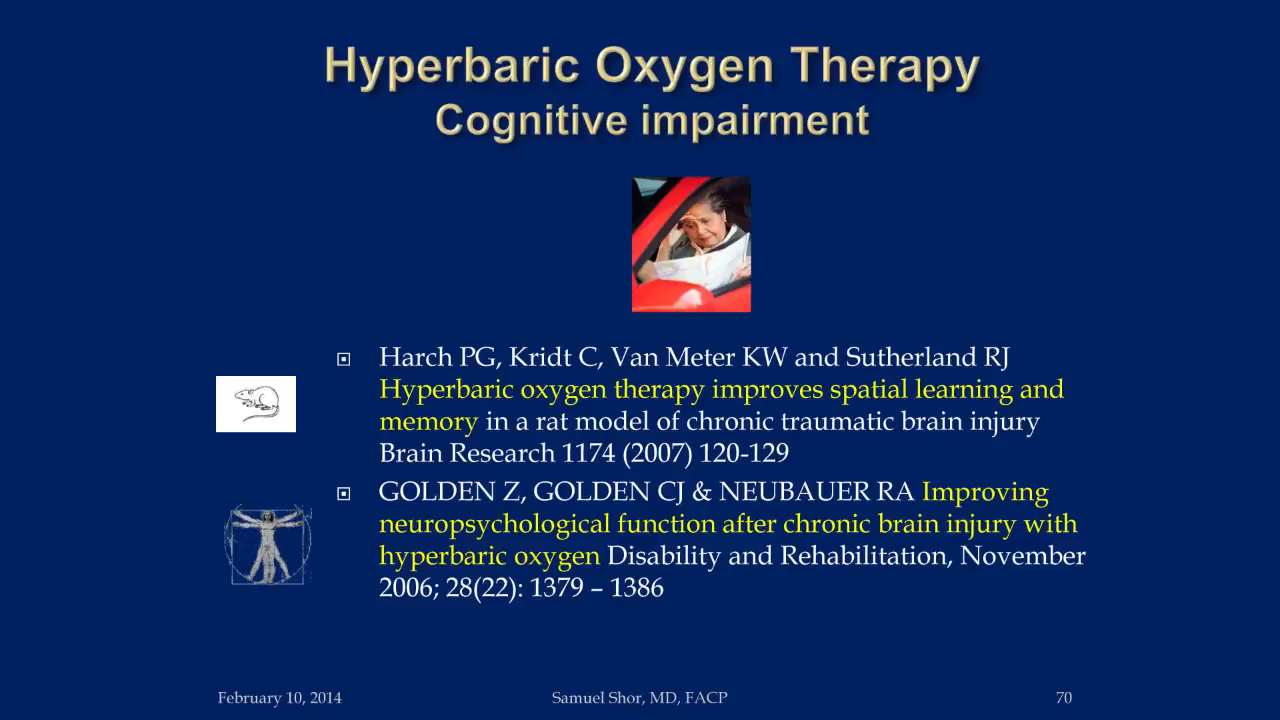 Hyperbaric Oxygen Therapy
Cognitive impairment
Harch PG, Kridt C, Van Meter KW and Sutherland RJ
Hyperbaric oxygen therapy improves spatial learning and
memory in a rat model of chronic traumatic brain injury
Brain Research 1174 (2007) 120-129
GOLDEN Z, GOLDEN CJ & NEUBAUER RA Improving
neuropsychological function after chronic brain injury with
hyperbaric oxygen Disability and Rehabilitation, November
2006; 28(22): 1379 – 1386
February 10, 2014
Samuel Shor, MD, FACP
70